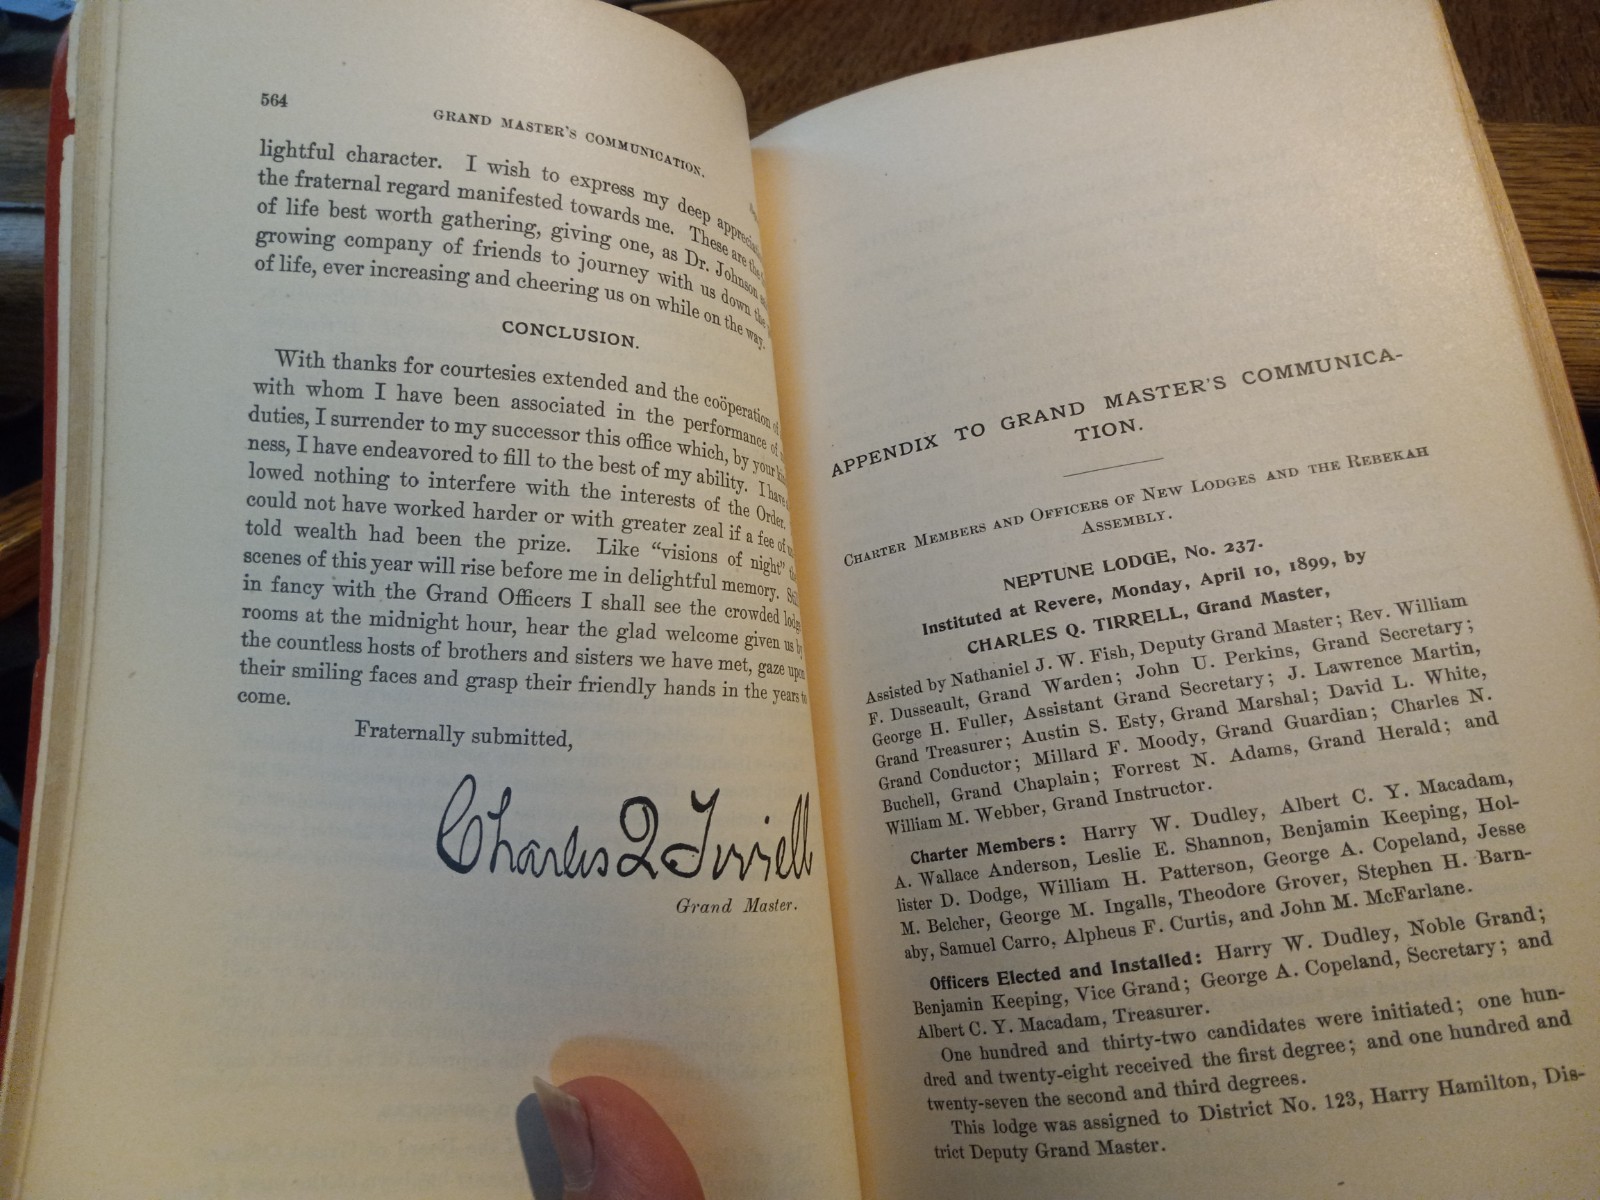 564
GRAND MASTER'S COMMUNICATION.
lightful character. I wish to express my deep
the fraternal regard manifested towards me. These are the
of life best worth gathering, giving one, as Dr. Johnson
growing company of friends to journey with us down the
of life, ever increasing and cheering us on while on the way.
CONCLUSION.
With thanks for courtesies extended and the coöperation of
with whom I have been associated in the performance of
duties, I surrender to my successor this office which, by your
ness, I have endeavored to fill to the best of my ability. I have
lowed nothing to interfere with the interests of the Order.
could not have worked harder or with greater zeal if a fee of
told wealth had been the prize. Like "visions of night"
scenes of this year will rise before me in delightful memory.
in fancy with the Grand Officers I shall see the crowded lodge
rooms at the midnight hour, hear the glad welcome given us by
the countless hosts of brothers and sisters we have met, gaze upon
their smiling faces and grasp their friendly hands in the years to
come.
Fraternally submitted,
Charles Q Tirrell
Grand Master.
APPENDIX TO GRAND MASTER'S COMMUNICA-
TION.
CHARTER MEMBERS AND OFFICERS OF NEW LODGES AND THE REBEKAH
ASSEMBLY.
NEPTUNE LODGE, No. 237.
Instituted at Revere, Monday, April 10, 1899, by
CHARLES Q. TIRRELL, Grand Master,
Assisted by Nathaniel J. W. Fish, Deputy Grand Master; Rev. William
F. Dusseault, Grand Warden; John U. Perkins, Grand Secretary;
George H. Fuller, Assistant Grand Secretary; J. Lawrence Martin,
Grand Treasurer; Austin S. Esty, Grand Marshal; David L. White,
Grand Conductor; Millard F. Moody, Grand Guardian; Charles N.
Buchell, Grand Chaplain; Forrest N. Adams, Grand Herald; and
William M. Webber, Grand Instructor.
Charter Members: Harry W. Dudley, Albert C. Y. Macadam,
A. Wallace Anderson, Leslie E. Shannon, Benjamin Keeping, Hol-
lister D. Dodge, William H. Patterson, George A. Copeland, Jesse
M. Belcher, George M. Ingalls, Theodore Grover, Stephen H. Barn-
aby, Samuel Carro, Alpheus F. Curtis, and John M. McFarlane.
Officers Elected and Installed: Harry W. Dudley, Noble Grand;
Benjamin Keeping, Vice Grand; George A. Copeland, Secretary; and
Albert C. Y. Macadam, Treasurer.
One hundred and thirty-two candidates were initiated; one hun-
dred and twenty-eight received the first degree; and one hundred and
twenty-seven the second and third degrees.
This lodge was assigned to District No. 123, Harry Hamilton, Dis-
trict Deputy Grand Master.